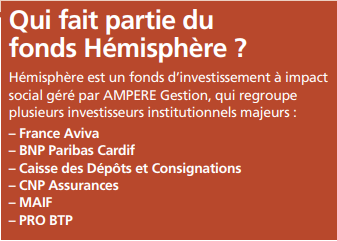 Qui fait partie du
fonds Hémisphère ?
Hémisphère est un fonds d'investissement à impact
social géré par AMPERE Gestion, qui regroupe
plusieurs investisseurs institutionnels majeurs :
– France Aviva
– BNP Paribas Cardif
– Caisse des Dépôts et Consignations
– CNP Assurances
– MAIF
– PRO BTP